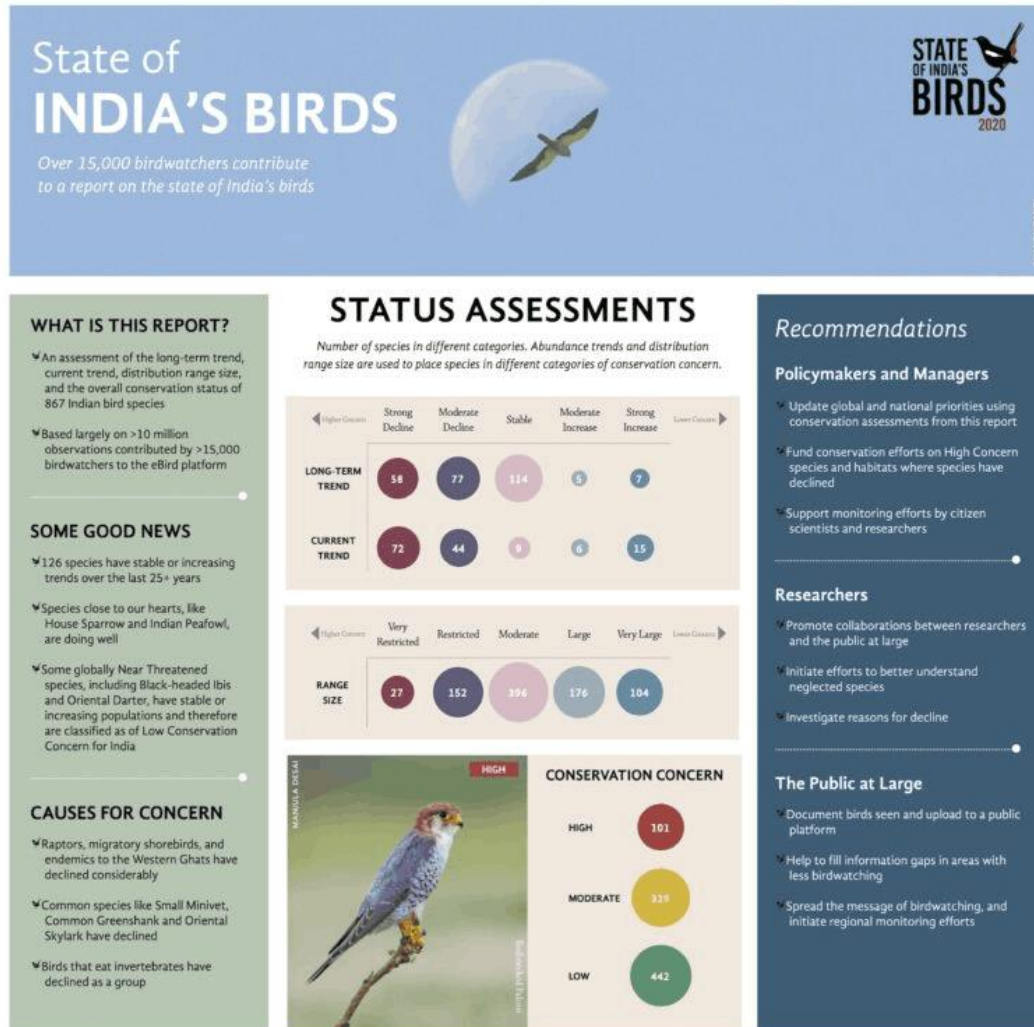 State of
INDIA'S BIRDS
Over 15,000 birdwatchers contribute
to a report on the state of India's birds
STATE
OF INDIA'S
BIRDS
2020
WHAT IS THIS REPORT?
An assessment of the long-term trend,
current trend, distribution range size,
and the overall conservation status of
867 Indian bird species
Based largely on >10 million
observations contributed by >15,000
birdwatchers to the eBird platform
SOME GOOD NEWS
126 species have stable or increasing
trends over the last 25+ years
Species close to our hearts, like
House Sparrow and Indian Peafowl,
are doing well
Some globally Near Threatened
species, including Black-headed Ibis
and Oriental Darter, have stable or
increasing populations and therefore
are classified as of Low Conservation
Concern for India
CAUSES FOR CONCERN
Raptors, migratory shorebirds, and
endemics to the Western Ghats have
declined considerably
Common species like Small Minivet,
Common Greenshank and Oriental
Skylark have declined
Birds that eat invertebrates have
declined as a group
STATUS ASSESSMENTS
Number of species in different categories. Abundance trends and distribution
range size are used to place species in different categories of conservation concern.
Higher Concern
Strong
Decline
Moderate
Decline
Stable
Moderate
Increase
Strong
Increase
Lower Concern
LONG-TERM
TREND
58
77
114
5
7
CURRENT
TREND
72
44
9
6
15
Higher Concern
Very
Restricted
Restricted
Moderate
Large
Very Large
Lower Concern
RANGE
SIZE
27
152
396
176
104
MANJULA DESAI
HIGH
CONSERVATION CONCERN
HIGH
101
MODERATE
LOW
442
Recommendations
Policymakers and Managers
Update global and national priorities using
conservation assessments from this report
Fund conservation efforts on High Concern
species and habitats where species have
declined
Support monitoring efforts by citizen
scientists and researchers
Researchers
Promote collaborations between researchers
and the public at large
Initiate efforts to better understand
neglected species
Investigate reasons for decline
The Public at Large
Document birds seen and upload to a public
platform
Help to fill information gaps in areas with
less birdwatching
Spread the message of birdwatching, and
initiate regional monitoring efforts